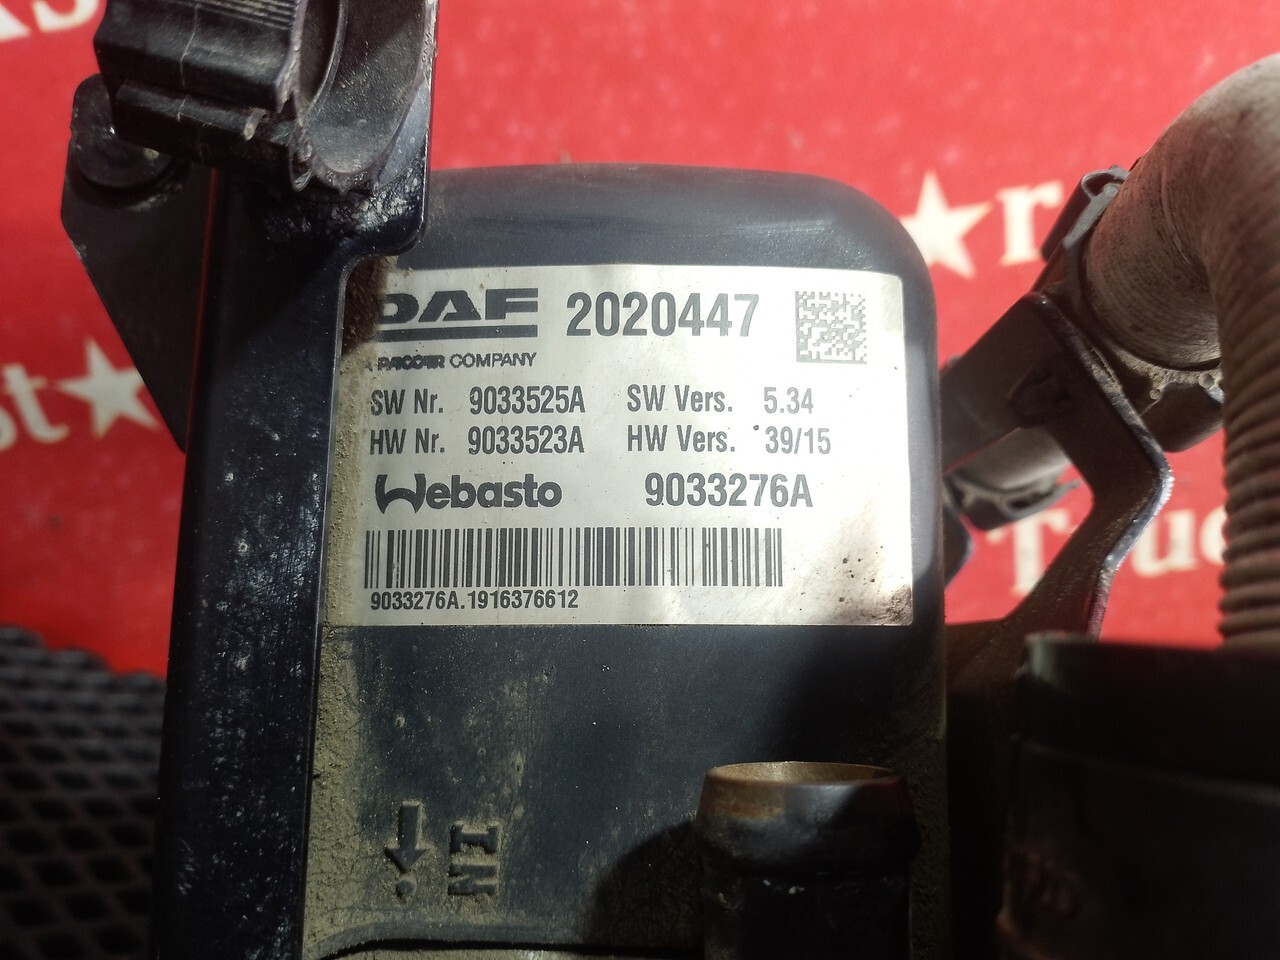 DAF 2020447
A PACCAR COMPANY
SW Nr. 9033525A SW Vers. 5.34
HW Nr. 9033523A HW Vers. 39/15
Webasto 9033276A
9033276A.1916376612
IN